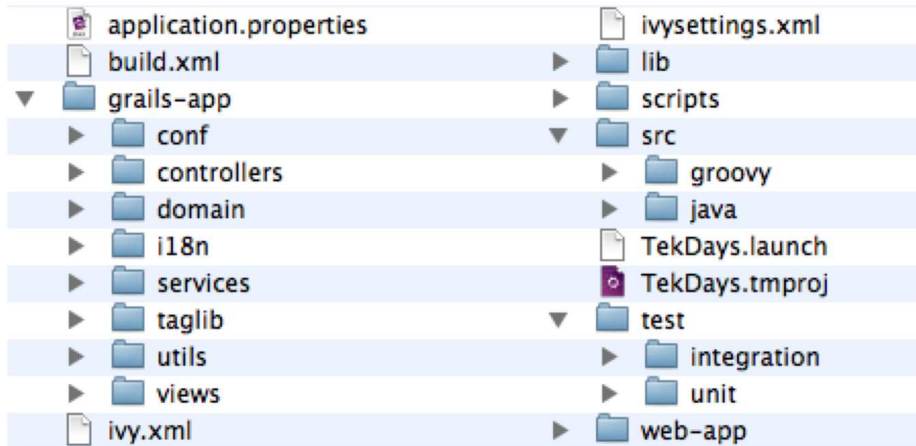 application.properties
build.xml
grails-app
conf
controllers
domain
i18n
services
taglib
utils
views
ivy.xml
ivysettings.xml
lib
scripts
src
groovy
java
TekDays.launch
TekDays.tmproj
test
integration
unit
web-app